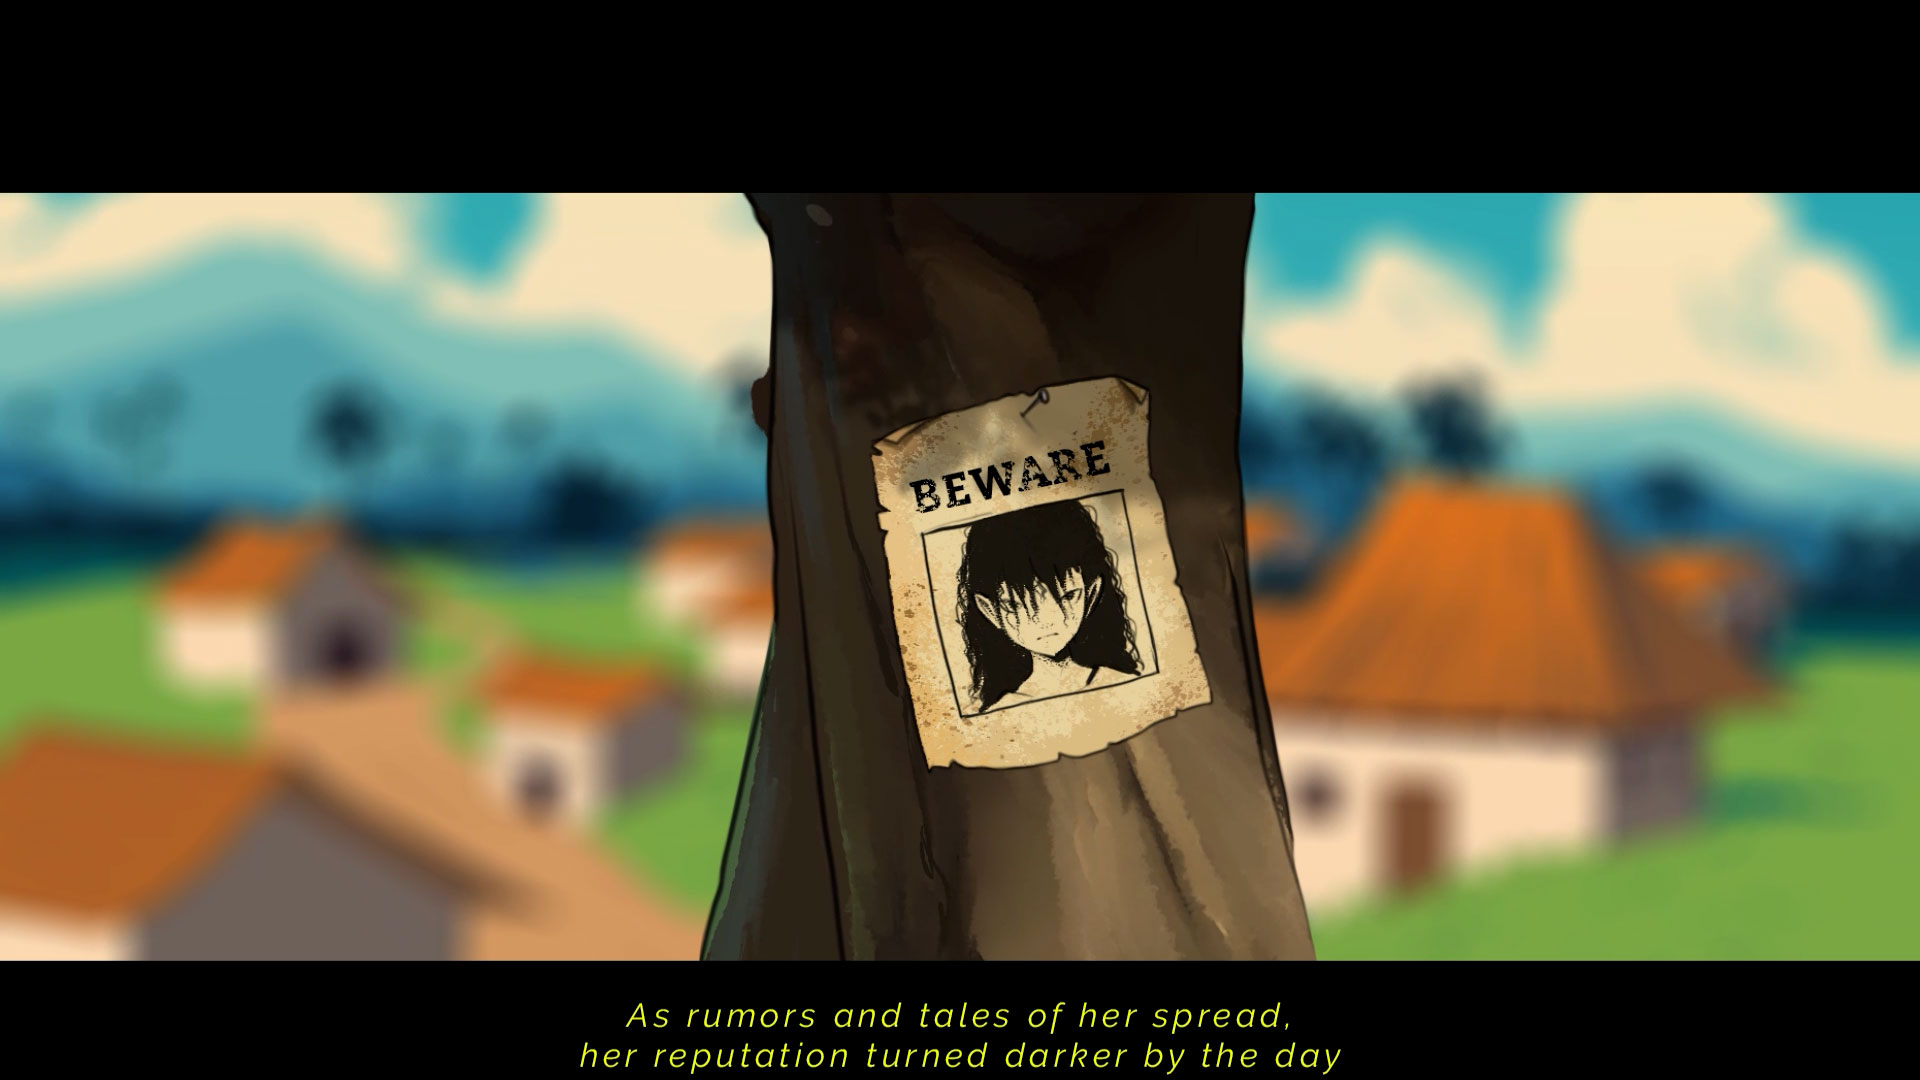 BEWARE
As rumors and tales of her spread,
her reputation turned darker by the day